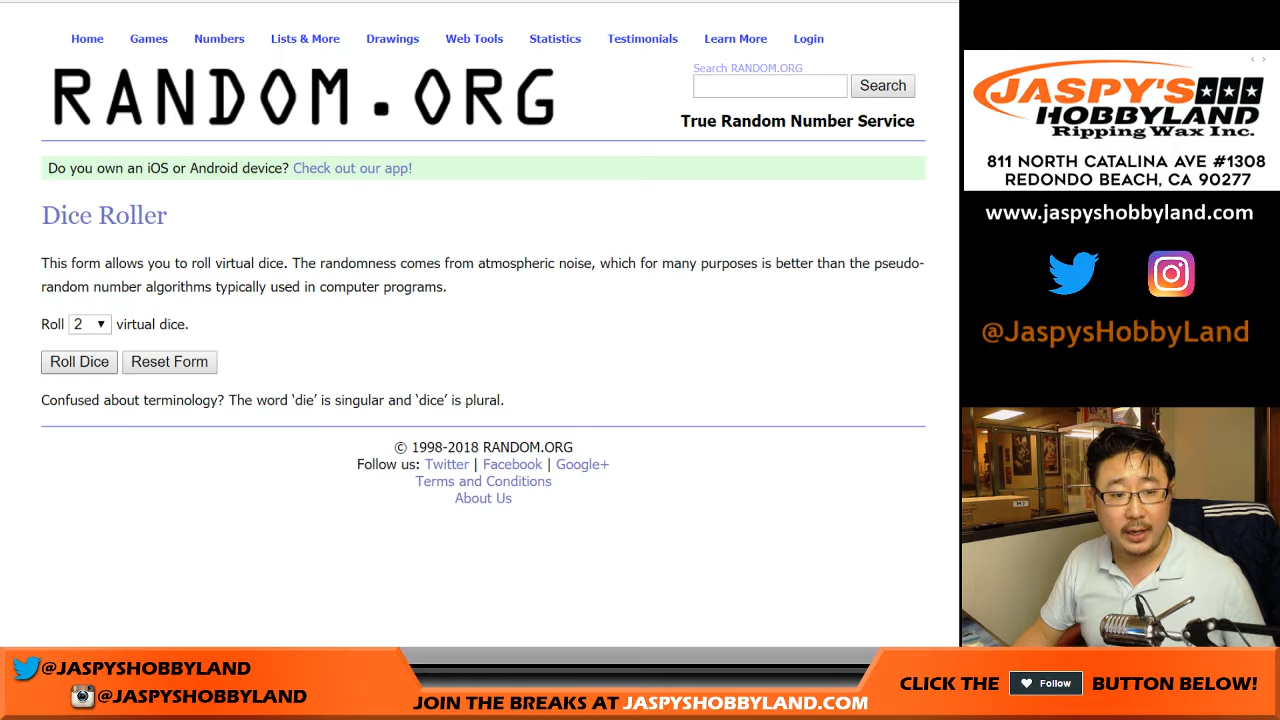 Home Games Numbers Lists & More Drawings Web Tools Statistics Testimonials Learn More Login
RANDOM.ORG
Search RANDOM.ORG
Search
True Random Number Service
Do you own an iOS or Android device? Check out our app!
Dice Roller
This form allows you to roll virtual dice. The randomness comes from atmospheric noise, which for many purposes is better than the pseudo-
random number algorithms typically used in computer programs.
Roll 2 virtual dice.
Roll Dice Reset Form
Confused about terminology? The word ‘die’ is singular and ‘dice’ is plural.
© 1998-2018 RANDOM.ORG
Follow us: Twitter | Facebook | Google+
Terms and Conditions
About Us
JASPY'S
HOBBYLAND
Ripping Wax Inc.
811 NORTH CATALINA AVE #1308
REDONDO BEACH, CA 90277
www.jaspyshobbyland.com
@JaspysHobbyLand
@JASPYSHOBBYLAND
@JASPYSHOBBYLAND
JOIN THE BREAKS AT JASPYSHOBBYLAND.COM
CLICK THE Follow BUTTON BELOW!